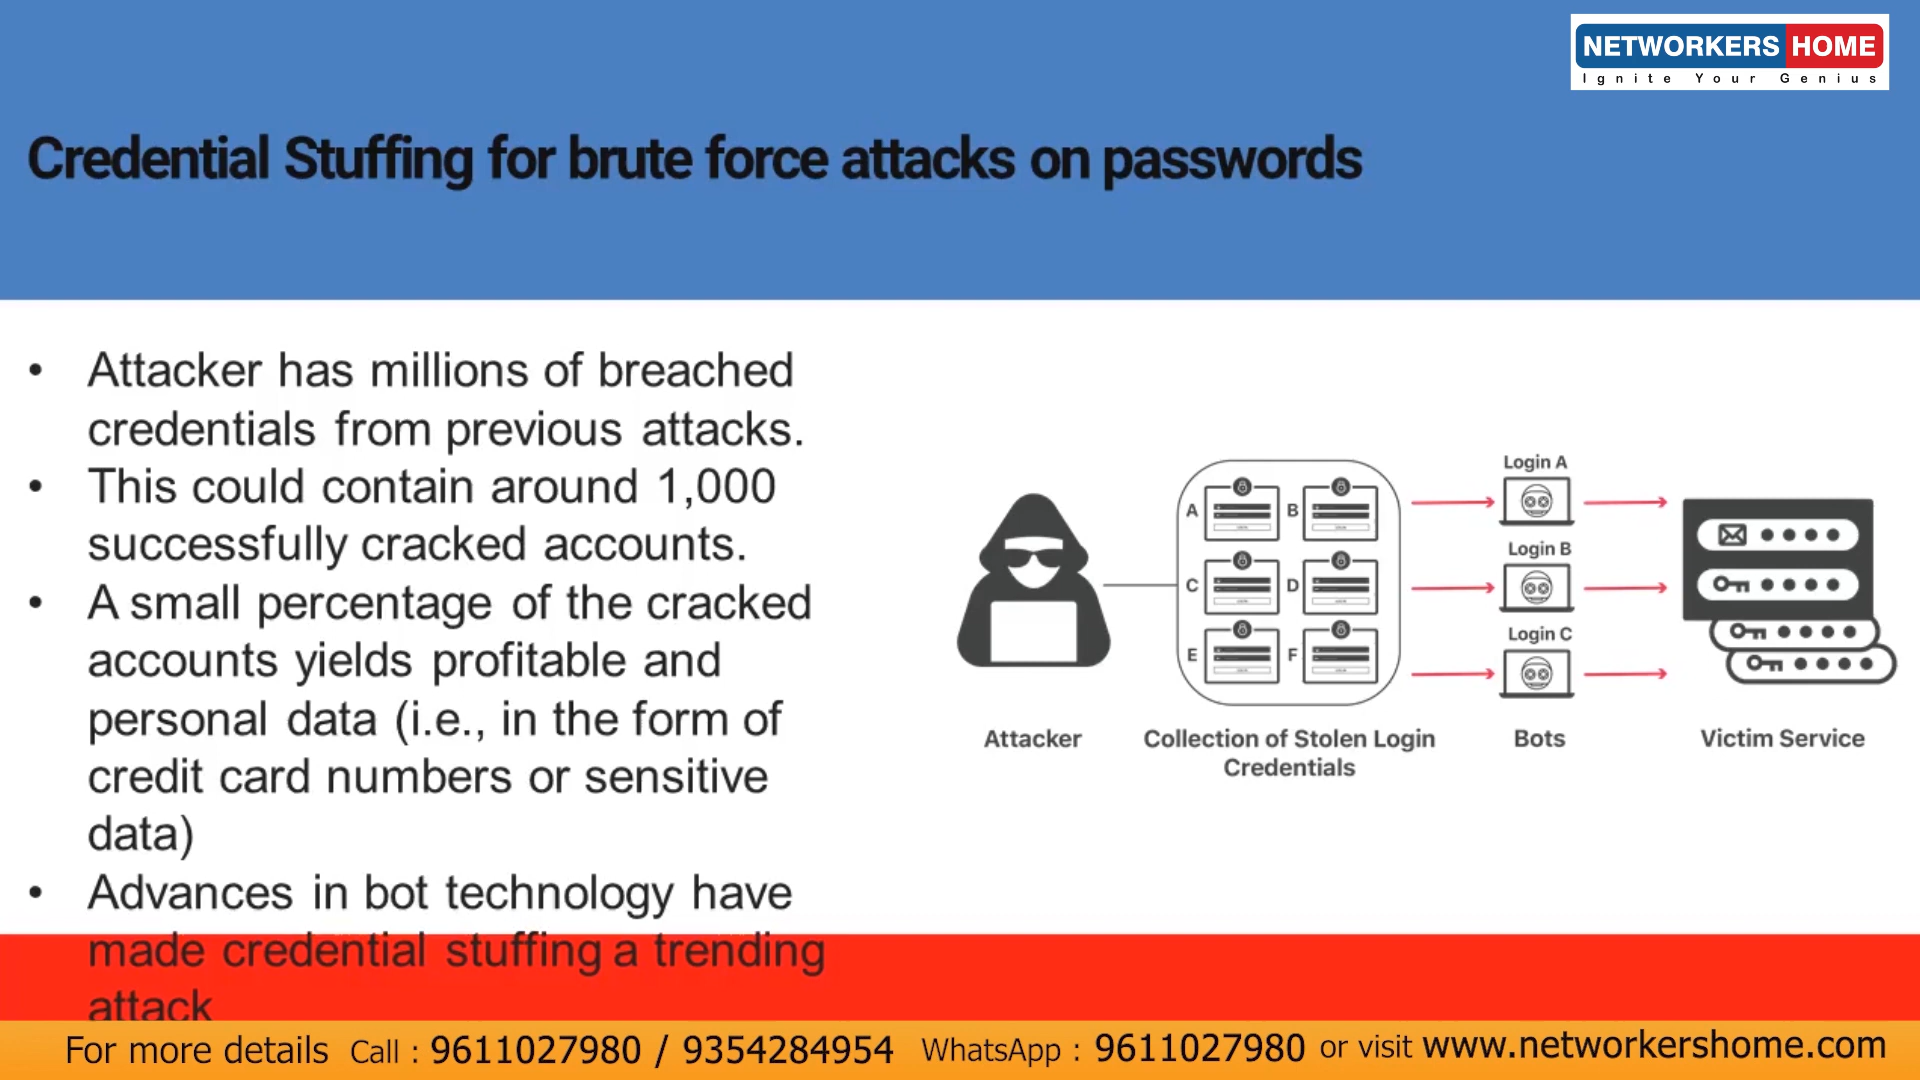 NETWORKERS HOME
Ignite Your Genius
Credential Stuffing for brute force attacks on passwords
• Attacker has millions of breached
credentials from previous attacks.
• This could contain around 1,000
successfully cracked accounts.
• A small percentage of the cracked
accounts yields profitable and
personal data (i.e., in the form of
credit card numbers or sensitive
data)
• Advances in bot technology have
made credential stuffing a trending
attack
A B
C D
E F
Login A
Login B
Login C
Attacker
Collection of Stolen Login
Credentials
Bots
Victim Service
For more details Call : 9611027980 / 9354284954 WhatsApp : 9611027980 or visit www.networkershome.com